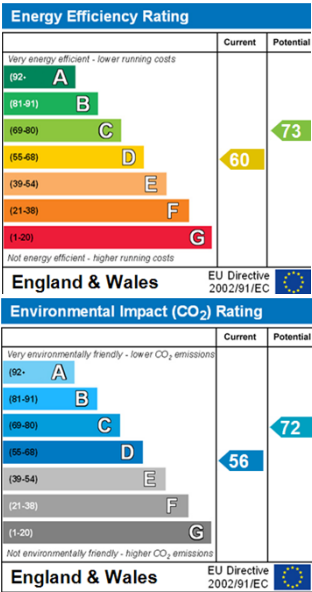 Energy Efficiency Rating
Current Potential
Very energy efficient - lower running costs
(92- A
(81-91) B
(69-80) C 73
(55-68) D 60
(39-54) E
(21-38) F
(1-20) G
Not energy efficient - higher running costs
England & Wales EU Directive 2002/91/EC
Environmental Impact (CO₂) Rating
Current Potential
Very environmentally friendly - lower CO₂ emissions
(92- A
(81-91) B
(69-80) C 72
(55-68) D 56
(39-54) E
(21-38) F
(1-20) G
Not environmentally friendly - higher CO₂ emissions
England & Wales EU Directive 2002/91/EC